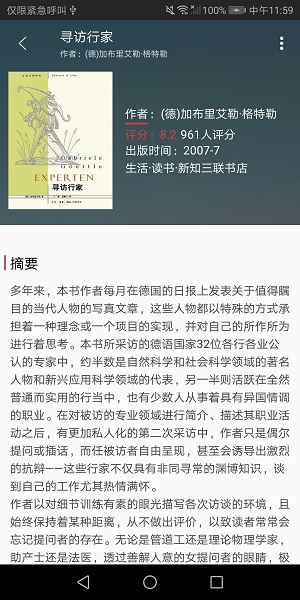 仅限紧急呼叫
中午11:59
寻访行家
作者：(德)加布里艾勒·格特勒
Gabriele
Goettle
EXPERTEN
寻访行家
作者：(德)加布里艾勒·格特勒
评分：8.2 961人评分
出版时间：2007-7
生活·读书·新知三联书店
摘要
多年来，本书作者每月在德国的日报上发表关于值得瞩
目的当代人物的写真文章，这些人物都以特殊的方式承
担着一种理念或一个项目的实现，并对自己的所作所为
进行着思考。本书所采访的德语国家32位各行各业公
认的专家中，约半数是自然科学和社会科学领域的著名
人物和新兴应用科学领域的代表，另一半则活跃在全然
普通而实用的行当中，也有少数人从事着具有异国情调
的职业。在对被访的专业领域进行简介、描述其职业活
动之后，有更加私人化的第二次采访中，作者只是偶尔
提问或插话，而任被访者自由呈现，甚至会诱导出激烈
的抗辩——这些行家不仅具有非同寻常的渊博知识，谈
到自己的工作尤其热情满怀。
作者以对细节训练有素的眼光描写各次访谈的环境，且
始终保持着某种距离，从不做出评价，以致读者常常会
忘记提问者的存在。无论是管道工还是理论物理学家，
助产士还是法医，透过善解人意的女提问者的眼睛，极